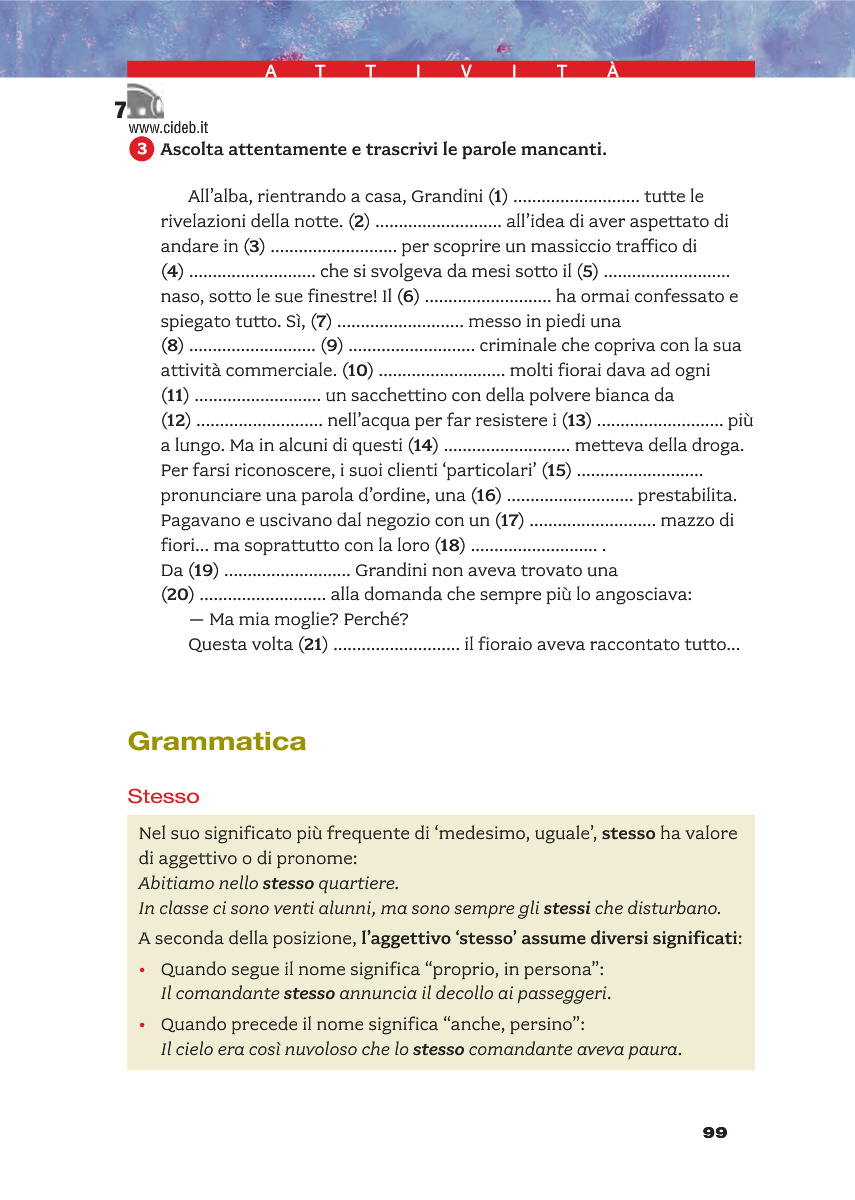 A T T I V I T À
7
www.cideb.it
3 Ascolta attentamente e trascrivi le parole mancanti.
All’alba, rientrando a casa, Grandini (1) ........................... tutte le
rivelazioni della notte. (2) ........................... all’idea di aver aspettato di
andare in (3) ........................... per scoprire un massiccio traffico di
(4) ........................... che si svolgeva da mesi sotto il (5) ...........................
naso, sotto le sue finestre! Il (6) ........................... ha ormai confessato e
spiegato tutto. Sì, (7) ........................... messo in piedi una
(8) ........................... (9) ........................... criminale che copriva con la sua
attività commerciale. (10) ........................... molti fiorai dava ad ogni
(11) ........................... un sacchettino con della polvere bianca da
(12) ........................... nell’acqua per far resistere i (13) ........................... più
a lungo. Ma in alcuni di questi (14) ........................... metteva della droga.
Per farsi riconoscere, i suoi clienti ‘particolari’ (15) ...........................
pronunciare una parola d’ordine, una (16) ........................... prestabilita.
Pagavano e uscivano dal negozio con un (17) ........................... mazzo di
fiori... ma soprattutto con la loro (18) ........................... .
Da (19) ........................... Grandini non aveva trovato una
(20) ........................... alla domanda che sempre più lo angosciava:
— Ma mia moglie? Perché?
Questa volta (21) ........................... il fioraio aveva raccontato tutto...
Grammatica
Stesso
Nel suo significato più frequente di ‘medesimo, uguale’, stesso ha valore
di aggettivo o di pronome:
Abitiamo nello stesso quartiere.
In classe ci sono venti alunni, ma sono sempre gli stessi che disturbano.
A seconda della posizione, l’aggettivo ‘stesso’ assume diversi significati:
• Quando segue il nome significa “proprio, in persona”:
Il comandante stesso annuncia il decollo ai passeggeri.
• Quando precede il nome significa “anche, persino”:
Il cielo era così nuvoloso che lo stesso comandante aveva paura.
99